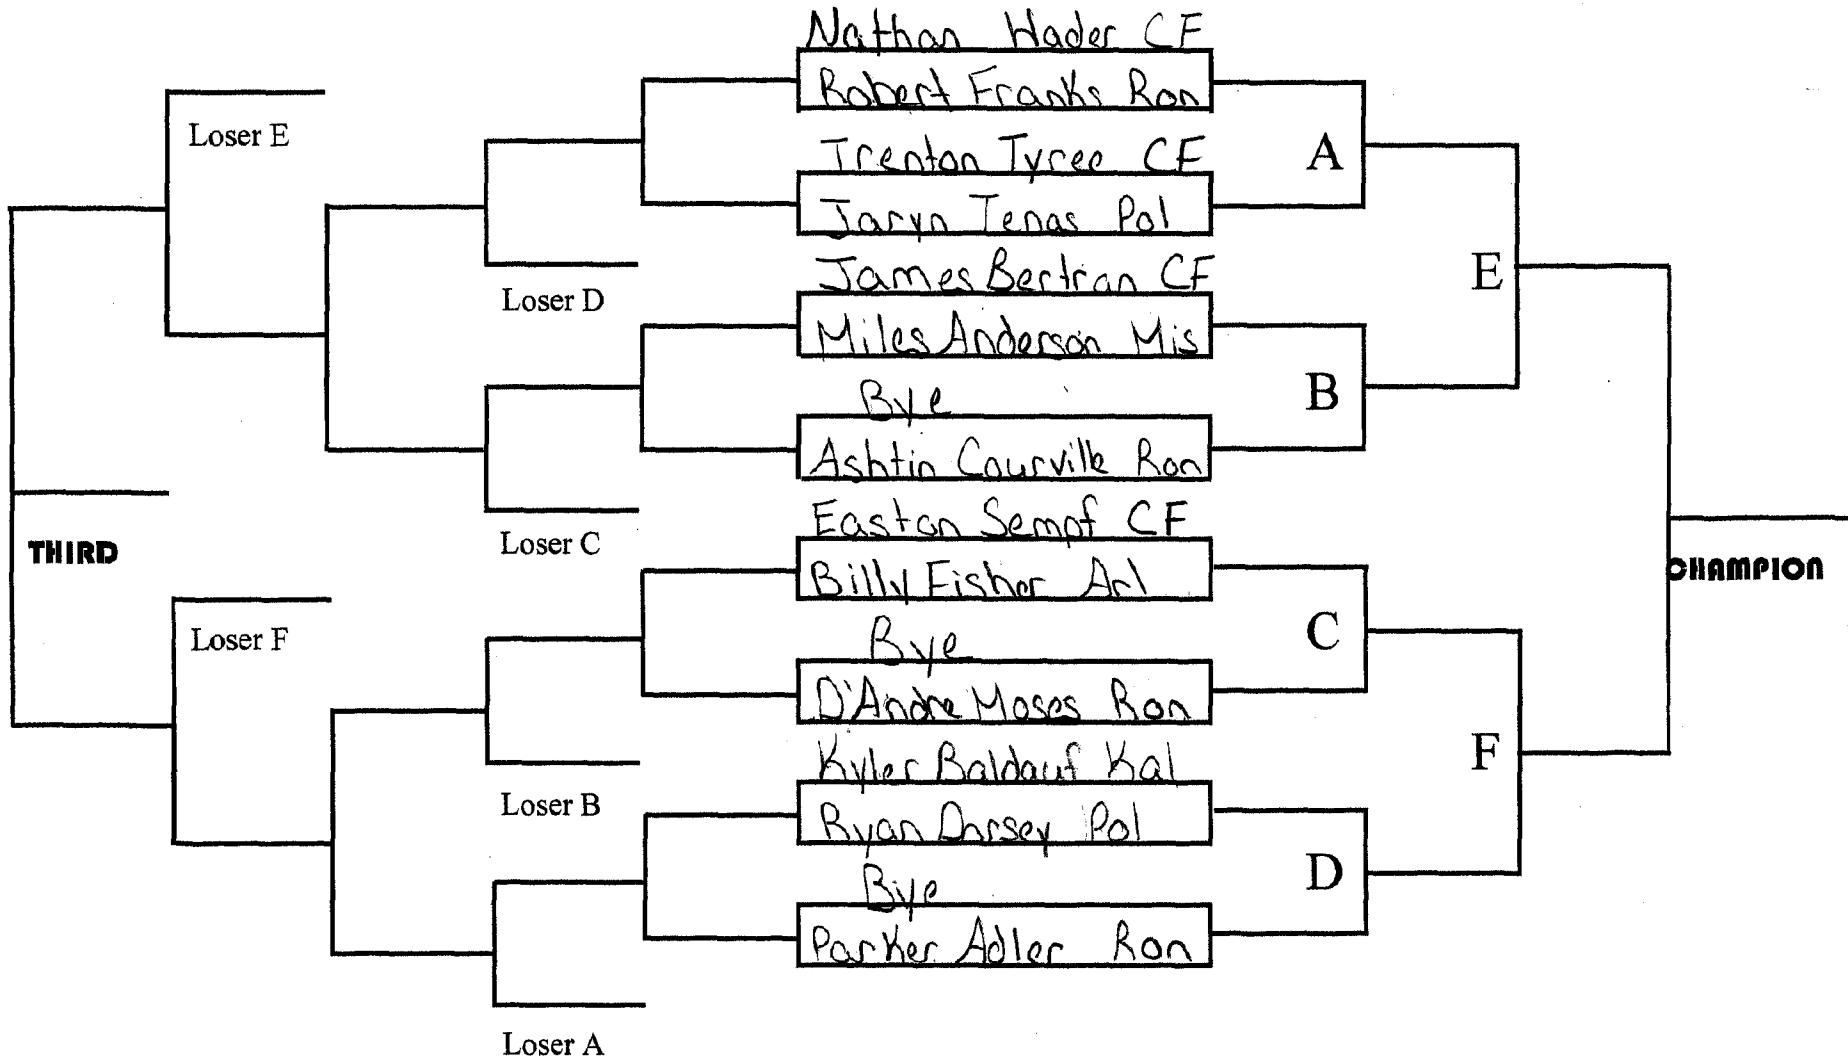 Nathan Hader CF
Robert Franks Ron
Trenton Tyree CF
Jaryn Tenas Pol
James Bertran CF
Miles Anderson Mis
Bye
Ashtin Courville Ron
Easton Sempf CF
Billy Fisher Arl
Bye
D'Andre Moses Ron
Kyler Baldauf Kal
Ryan Dorsey Pol
Bye
Parker Adler Ron
Loser E
Loser D
Loser C
THIRD
Loser F
Loser B
Loser A
A
B
C
D
E
F
CHAMPION